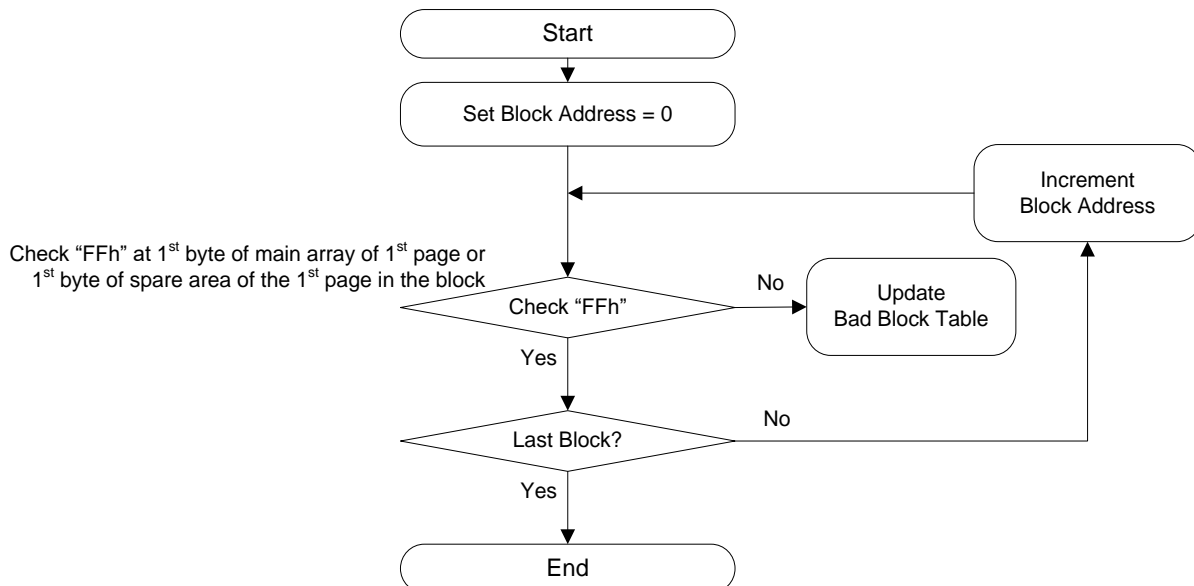 Start
Set Block Address = 0
Increment
Block Address
Check “FFh” at 1st byte of main array of 1st page or
1st byte of spare area of the 1st page in the block
Check “FFh”
No
Update
Bad Block Table
Yes
Last Block?
No
Yes
End